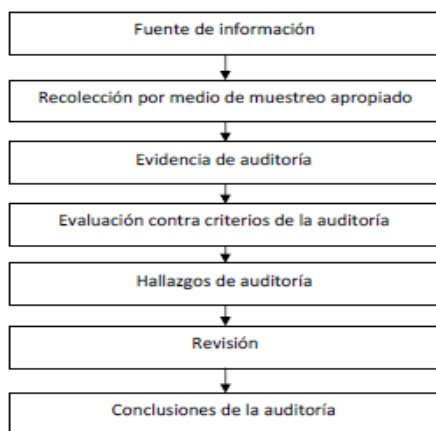 Fuente de información
Recolección por medio de muestreo apropiado
Evidencia de auditoría
Evaluación contra criterios de la auditoría
Hallazgos de auditoría
Revisión
Conclusiones de la auditoría